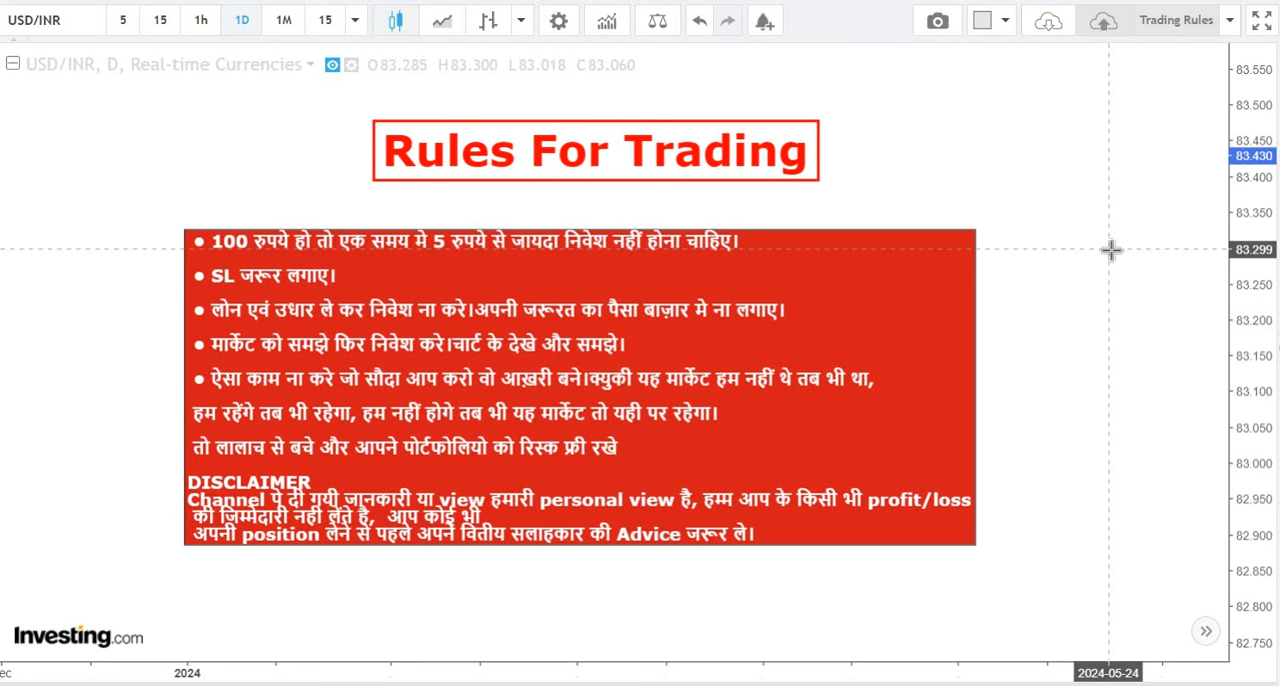 USD/INR 5 15 1h 1D 1M 15 Trading Rules
USD/INR, D, Real-time Currencies O83.285 H83.300 L83.018 C83.060
83.550
83.500
83.450
83.430
83.400
83.350
83.299
83.250
83.200
83.150
83.100
83.050
83.000
82.950
82.900
82.850
82.800
82.750
Rules For Trading
• 100 रुपये हो तो एक समय मे 5 रुपये से जायदा निवेश नहीं होना चाहिए।
• SL जरूर लगाए।
• लोन एवं उधार ले कर निवेश ना करे।अपनी जरूरत का पैसा बाज़ार मे ना लगाए।
• मार्केट को समझे फिर निवेश करे।चार्ट के देखे और समझे।
• ऐसा काम ना करे जो सौदा आप करो वो आख़री बने।क्युकी यह मार्केट हम नहीं थे तब भी था,
हम रहेंगे तब भी रहेगा, हम नहीं होगे तब भी यह मार्केट तो यही पर रहेगा।
तो लालाच से बचे और आपने पोर्टफोलियो को रिस्क फ्री रखे
DISCLAIMER
Channel पे दी गयी जानकारी या view हमारी personal view है, हम्म आप के किसी भी profit/loss
की जिम्मेदारी नही लेते है, आप कोई भी
अपनी position लेने से पहले अपने वितीय सलाहकार की Advice जरूर ले।
Investing.com
ec 2024 2024-05-24